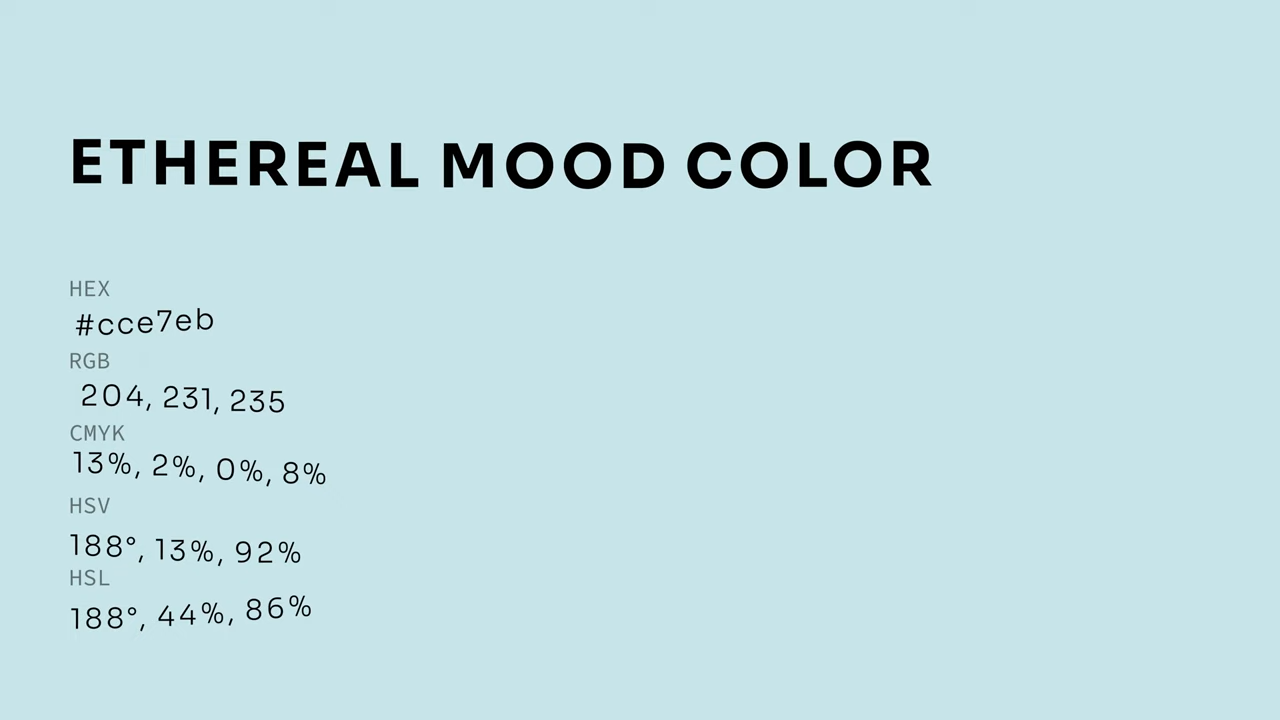 ETHEREAL MOOD COLOR
HEX
#cce7eb
RGB
204, 231, 235
CMYK
13%, 2%, 0%, 8%
HSV
188°, 13%, 92%
HSL
188°, 44%, 86%